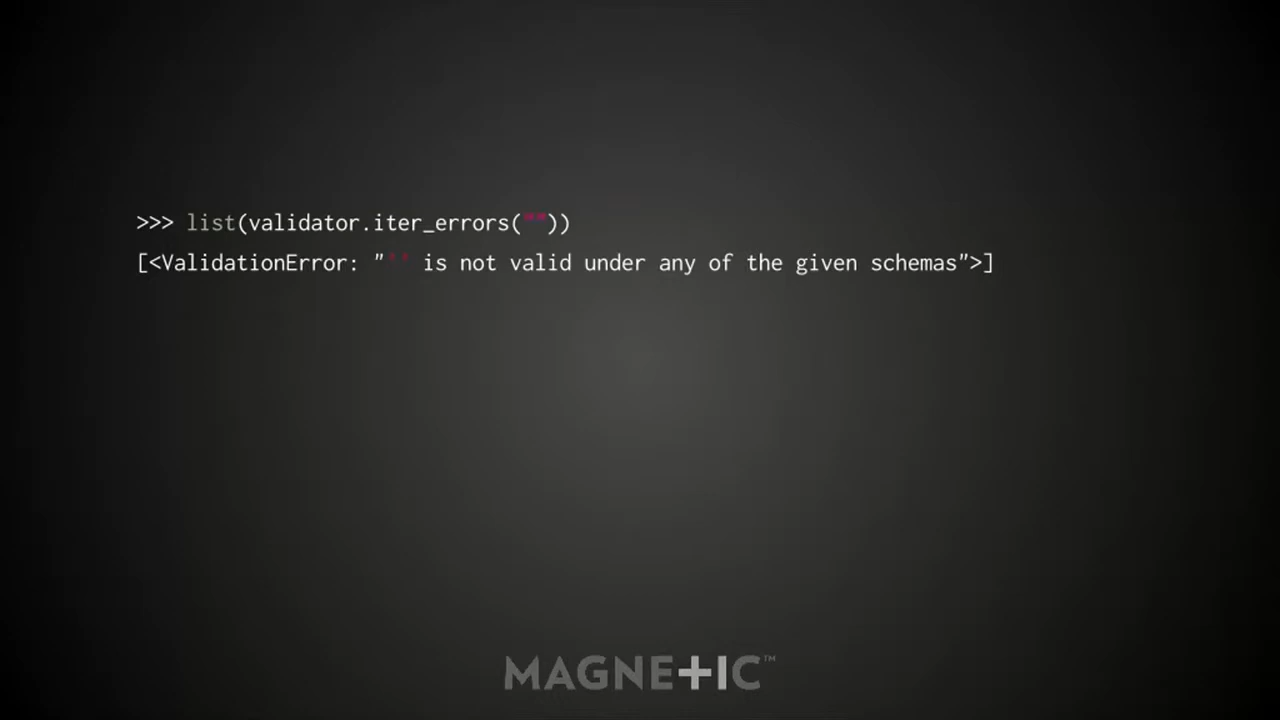 >>> list(validator.iter_errors(""))
[<ValidationError: "'' is not valid under any of the given schemas">]
MAGNETIC™